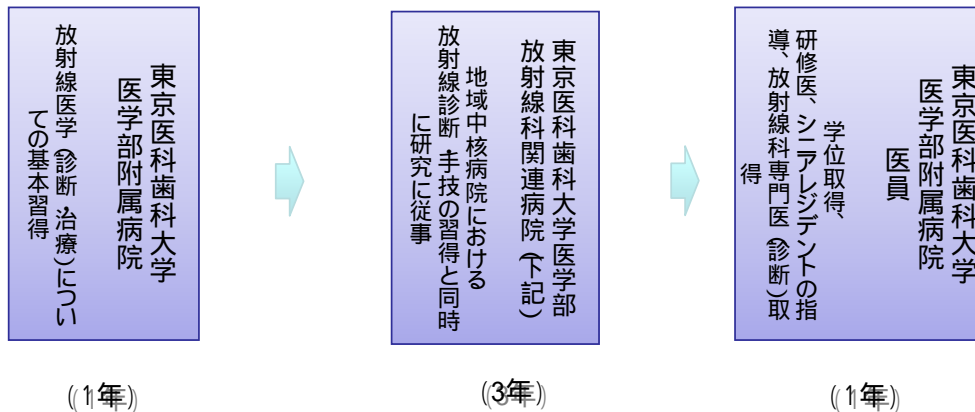 東京医科歯科大学
医学部附属病院
放射線医学（診断・治療）につい
ての基本習得
東京医科歯科大学医学部
放射線科関連病院（下記）
地域中核病院における
放射線診断・手技の習得と同時
に研究に従事
東京医科歯科大学
医学部附属病院
医員
学位取得、
研修医、シニアレジデントの指
導、放射線科専門医（診断）取
得
（1年）
（3年）
（1年）